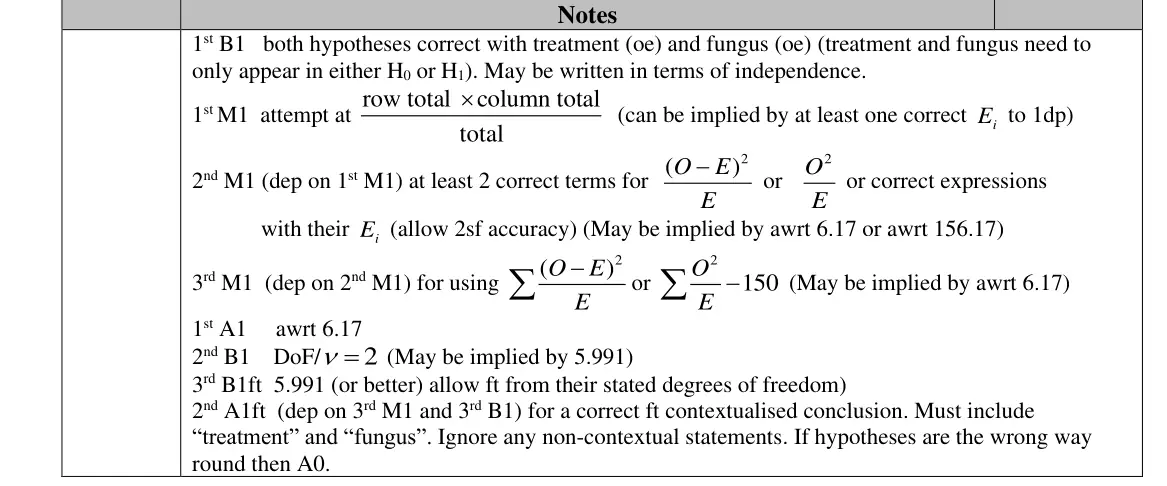 Notes
1st B1 both hypotheses correct with treatment (oe) and fungus (oe) (treatment and fungus need to
only appear in either H0 or H1). May be written in terms of independence.
1st M1 attempt at (row total × column total)/total (can be implied by at least one correct Ei to 1dp)
2nd M1 (dep on 1st M1) at least 2 correct terms for (O – E)²/E or O²/E or correct expressions
with their Ei (allow 2sf accuracy) (May be implied by awrt 6.17 or awrt 156.17)
3rd M1 (dep on 2nd M1) for using ∑(O – E)²/E or ∑O²/E – 150 (May be implied by awrt 6.17)
1st A1 awrt 6.17
2nd B1 DoF/ν = 2 (May be implied by 5.991)
3rd B1ft 5.991 (or better) allow ft from their stated degrees of freedom)
2nd A1ft (dep on 3rd M1 and 3rd B1) for a correct ft contextualised conclusion. Must include
“treatment” and “fungus”. Ignore any non-contextual statements. If hypotheses are the wrong way
round then A0.